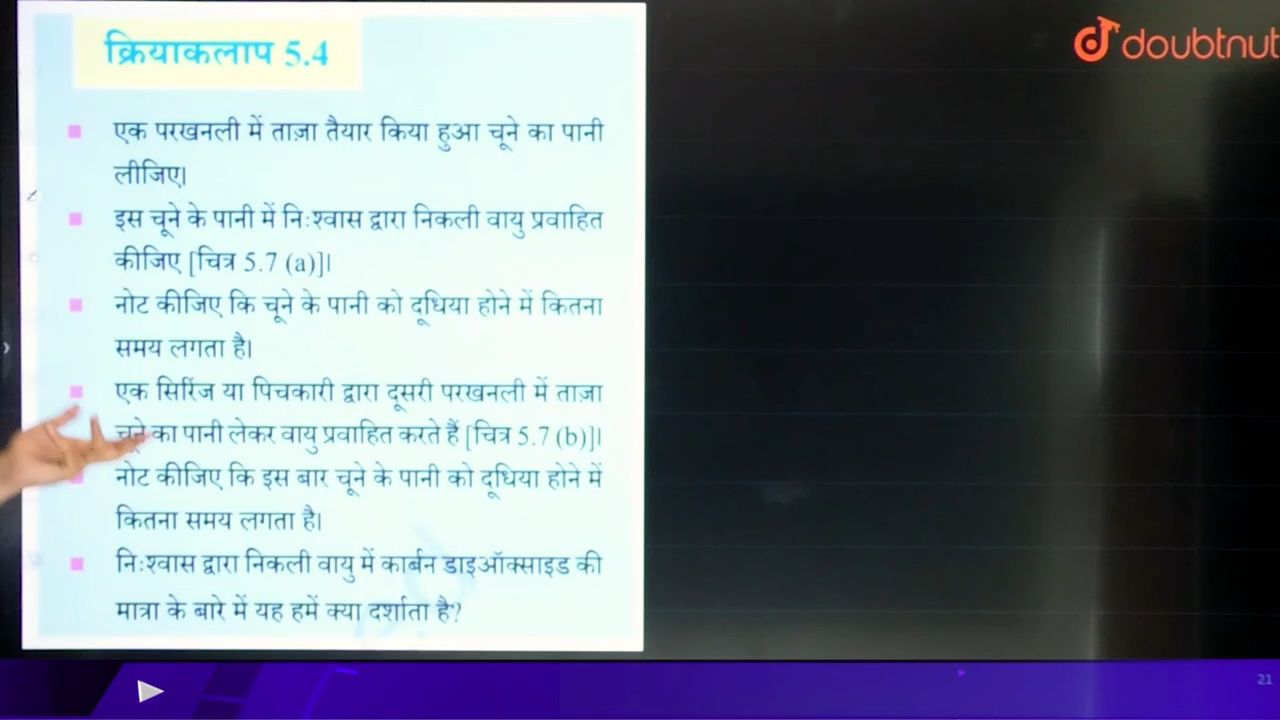 क्रियाकलाप 5.4
doubtnut
एक परखनली में ताज़ा तैयार किया हुआ चूने का पानी
लीजिए।
इस चूने के पानी में निःश्वास द्वारा निकली वायु प्रवाहित
कीजिए [चित्र 5.7 (a)]।
नोट कीजिए कि चूने के पानी को दूधिया होने में कितना
समय लगता है।
एक सिरिंज या पिचकारी द्वारा दूसरी परखनली में ताज़ा
चूने का पानी लेकर वायु प्रवाहित करते हैं [चित्र 5.7 (b)]।
नोट कीजिए कि इस बार चूने के पानी को दूधिया होने में
कितना समय लगता है।
निःश्वास द्वारा निकली वायु में कार्बन डाइऑक्साइड की
मात्रा के बारे में यह हमें क्या दर्शाता है?
21